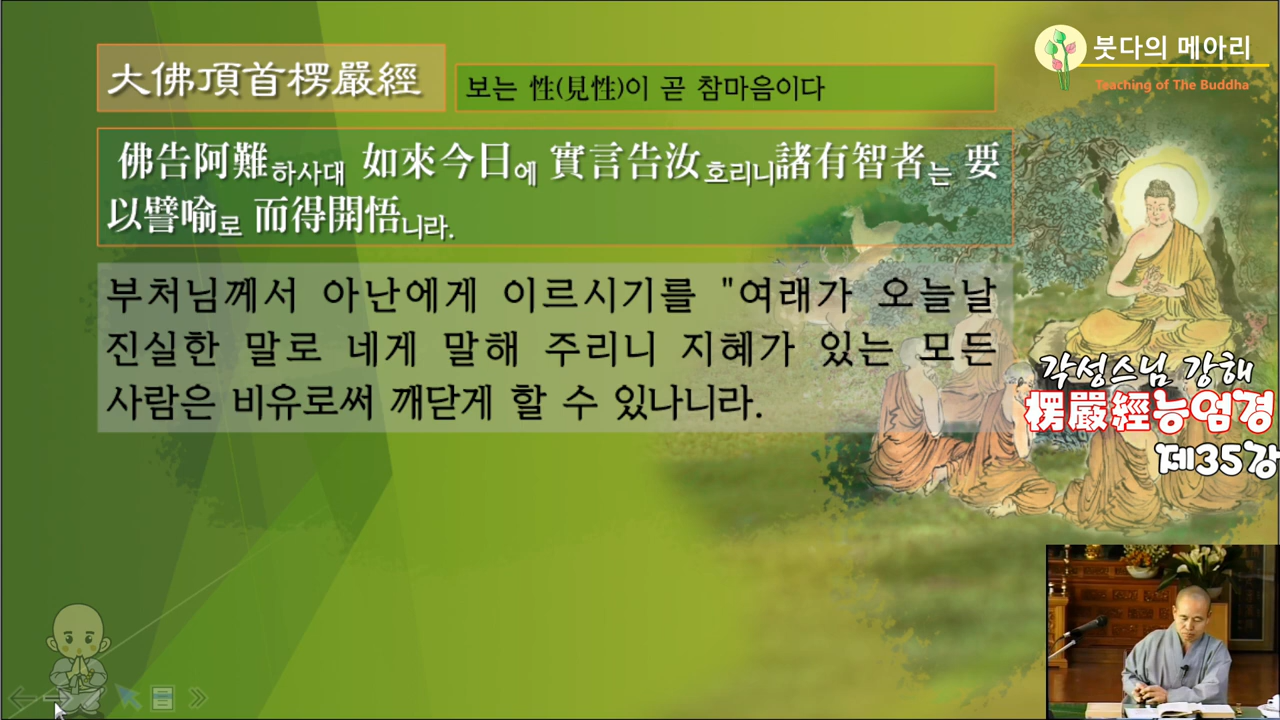 大佛頂首楞嚴經
보는 性(見性)이 곧 참마음이다
붓다의 메아리
Teaching of The Buddha
佛告阿難하사대 如來今日에 實言告汝호리니諸有智者는 要
以譬喻로 而得開悟니라.
부처님께서 아난에게 이르시기를 "여래가 오늘날
진실한 말로 네게 말해 주리니 지혜가 있는 모든
사람은 비유로써 깨닫게 할 수 있나니라.
각성스님 강해
楞嚴經능엄경
제35강